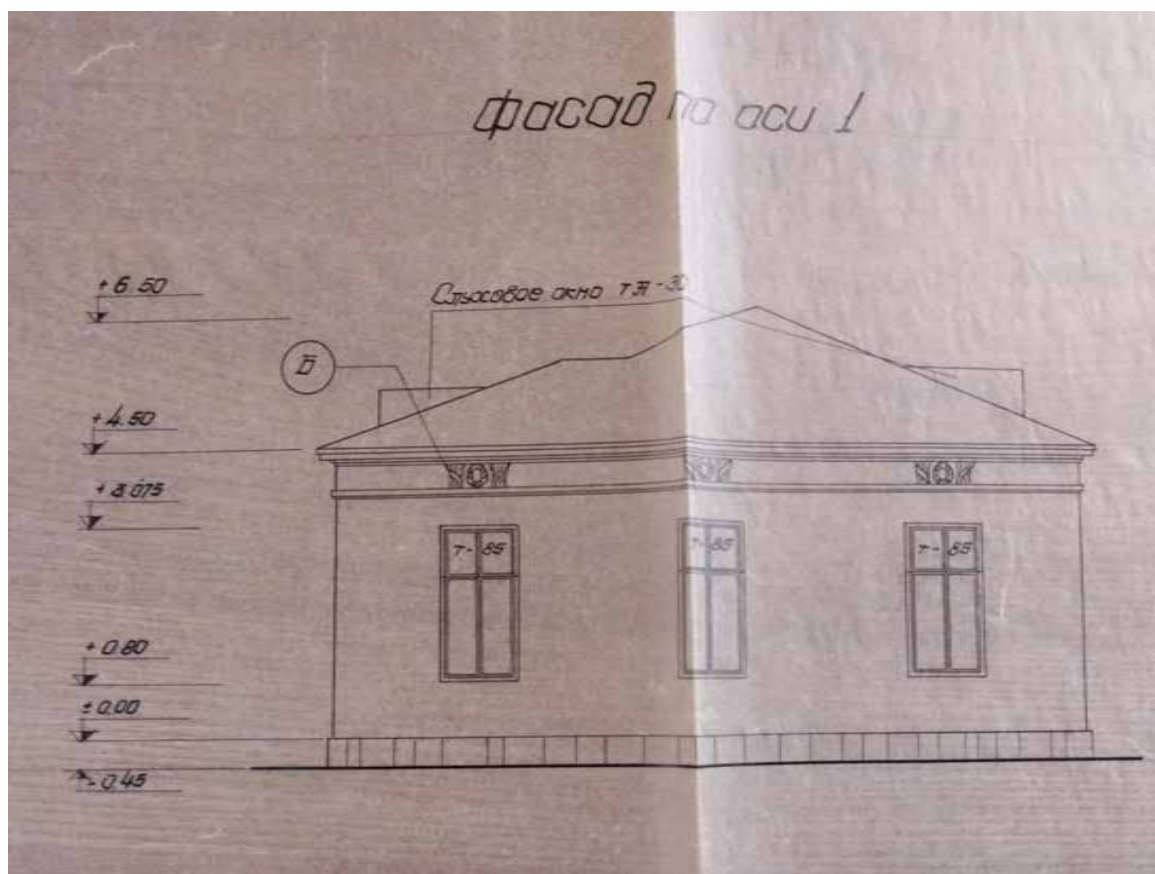 фасад по оси 1
+6.50
Слуховое окно
Б
+4.50
+3.075
т-85 т-85 т-85
+0.80
±0.00
-0.45